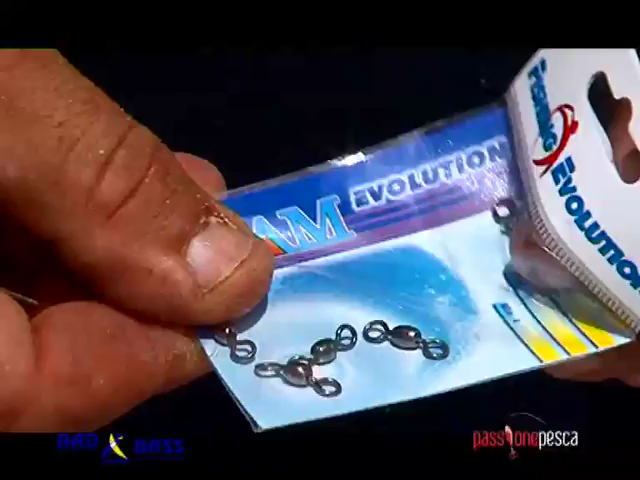 FISHING
EVOLUTION
EVOLUTION
AM
BAD BASS
passionepesca